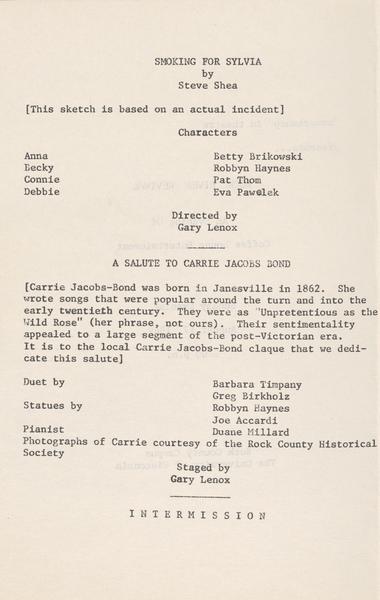 SMOKING FOR SYLVIA
by
Steve Shea
[This sketch is based on an actual incident]
Characters
Anna Betty Brikowski
Becky Robbyn Haynes
Connie Pat Thom
Debbie Eva Pawelek
Directed by
Gary Lenox
A SALUTE TO CARRIE JACOBS BOND
[Carrie Jacobs-Bond was born in Janesville in 1862. She
wrote songs that were popular around the turn and into the
early twentieth century. They were as "Unpretentious as the
Wild Rose" (her phrase, not ours). Their sentimentality
appealed to a large segment of the post-Victorian era.
It is to the local Carrie Jacobs-Bond claque that we dedi-
cate this salute]
Duet by Barbara Timpany
Greg Birkholz
Statues by Robbyn Haynes
Joe Accardi
Pianist Duane Millard
Photographs of Carrie courtesy of the Rock County Historical
Society
Staged by
Gary Lenox
INTERMISSION